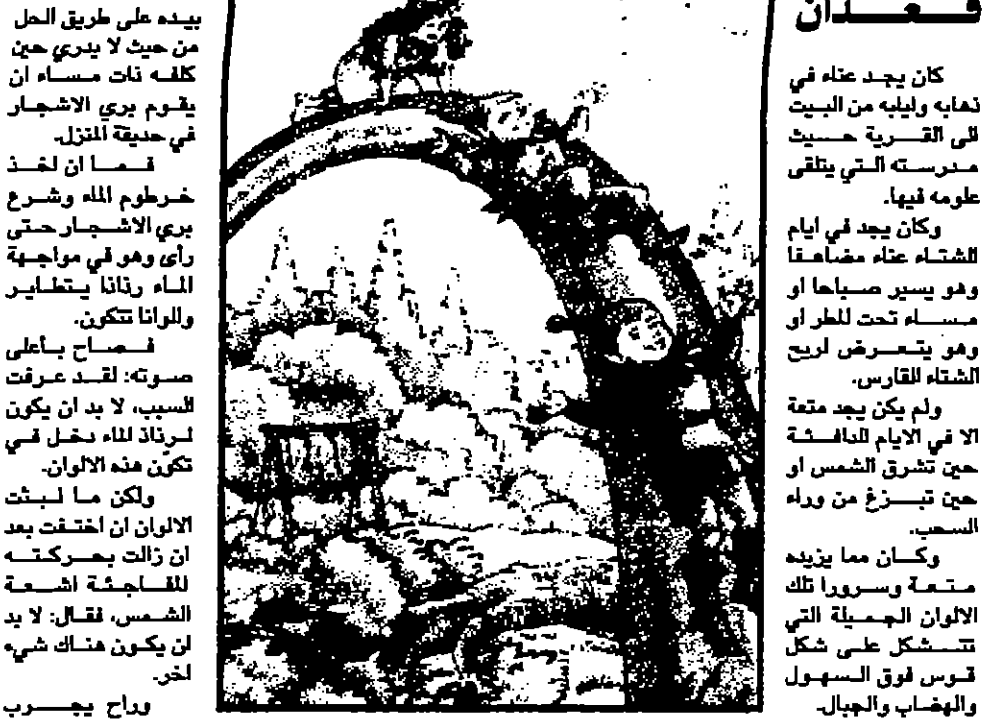 قعدان
كان يجد عناء في
ذهابه وايابه من البيت
الى القرية حيث
مدرسته التي يتلقى
علومه فيها.
وكان يجد في ايام
الشتاء عناء مضاعفا
وهو يسير صباحا او
مساء تحت المطر او
وهو يتعرض لريح
الشتاء القارس.
ولم يكن يجد متعة
الا في الايام الدافئة
حين تشرق الشمس او
حين تبزغ من وراء
السحب.
وكان مما يزيده
متعة وسرورا تلك
الالوان الجميلة التي
تتشكل على شكل
قوس فوق السهول
والهضاب والجبال.
بيده على طريق الحل
من حيث لا يدري حين
كلفه ذات مساء ان
يقوم بري الاشجار
في حديقة المنزل.
فما ان اخذ
خرطوم الماء وشرع
بري الاشجار حتى
رأى وهو في مواجهة
الماء رذاذا يتطاير
والوانا تتكون.
فصاح بأعلى
صوته: لقد عرفت
السبب، لا بد ان يكون
لرذاذ الماء دخل في
تكوّن هذه الالوان.
ولكن ما لبثت
الالوان ان اختفت بعد
ان زالت بحركته
المفاجئة اشعة
الشمس، فقال: لا بد
ان يكون هناك شيء
اخر.
وراح يجرب